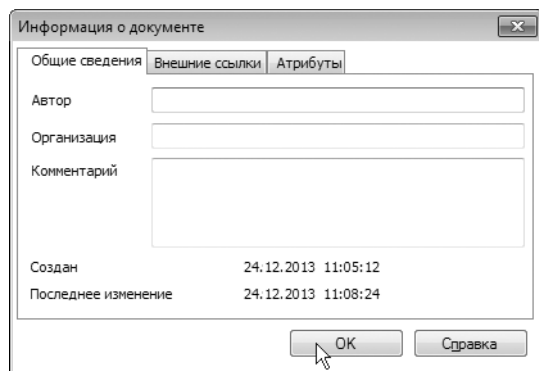 Информация о документе
Общие сведения Внешние ссылки Атрибуты
Автор
Организация
Комментарий
Создан 24.12.2013 11:05:12
Последнее изменение 24.12.2013 11:08:24
OK Справка